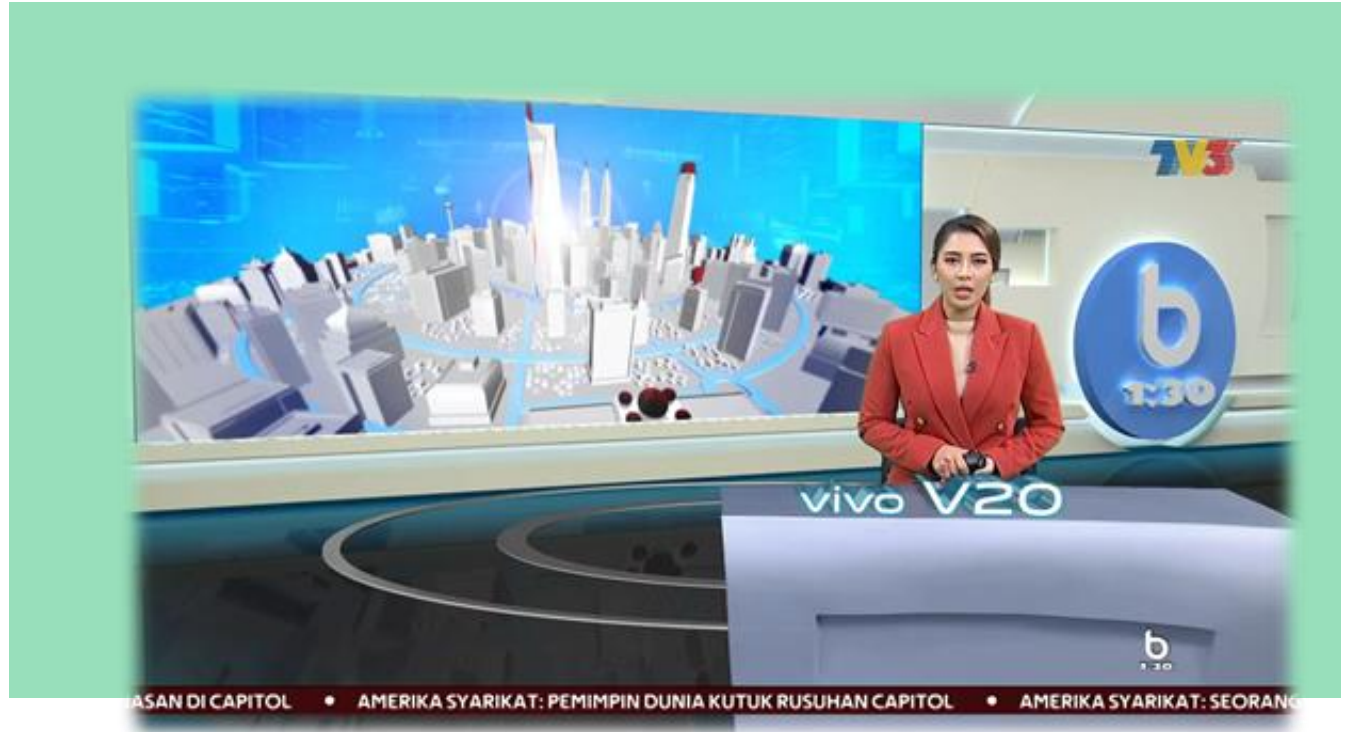 TV3
b
1:30
vivo V20
b
1:30
ASAN DI CAPITOL • AMERIKA SYARIKAT: PEMIMPIN DUNIA KUTUK RUSUHAN CAPITOL • AMERIKA SYARIKAT: SEORANG